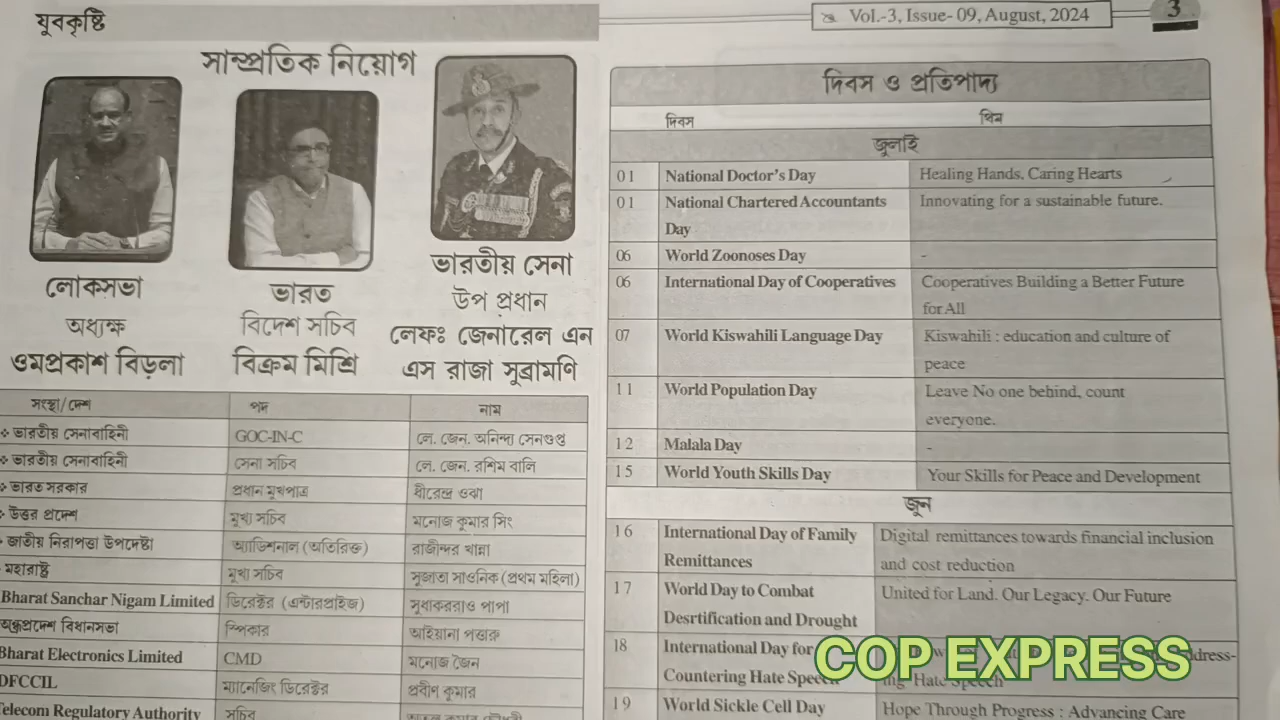 যুবকৃষ্টি
Vol.-3, Issue- 09, August, 2024
3
সাম্প্রতিক নিয়োগ
লোকসভা
অধ্যক্ষ
ওমপ্রকাশ বিড়লা
ভারত
বিদেশ সচিব
বিক্রম মিশ্রি
ভারতীয় সেনা
উপ প্রধান
লেফঃ জেনারেল এন
এস রাজা সুব্রামণি
সংস্থা/দেশ পদ নাম
ভারতীয় সেনাবাহিনী GOC-IN-C লে. জেন. অনিন্দ্য সেনগুপ্ত
ভারতীয় সেনাবাহিনী সেনা সচিব লে. জেন. রশিম বালি
ভারত সরকার প্রধান মুখপাত্র ধীরেন্দ্র ওঝা
উত্তর প্রদেশ মুখ্য সচিব মনোজ কুমার সিং
জাতীয় নিরাপত্তা উপদেষ্টা অ্যাডিশনাল (অতিরিক্ত) রাজীন্দর খান্না
মহারাষ্ট্র মুখ্য সচিব সুজাতা সাওনিক (প্রথম মহিলা)
Bharat Sanchar Nigam Limited ডিরেক্টর (এন্টারপ্রাইজ) সুধাকররাও পাপা
অন্ধ্রপ্রদেশ বিধানসভা স্পিকার
Bharat Electronics Limited CMD মনোজ জৈন
DFCCIL ম্যানেজিং ডিরেক্টর প্রবীণ কুমার
Telecom Regulatory Authority সচিব
দিবস ও প্রতিপাদ্য
দিবস থিম
জুলাই
01 National Doctor's Day Healing Hands, Caring Hearts
01 National Chartered Accountants Innovating for a sustainable future.
Day
06 World Zoonoses Day -
06 International Day of Cooperatives Cooperatives Building a Better Future
for All
07 World Kiswahili Language Day Kiswahili : education and culture of
peace
11 World Population Day Leave No one behind, count
everyone.
12 Malala Day -
15 World Youth Skills Day Your Skills for Peace and Development
জুন
16 International Day of Family Digital remittances towards financial inclusion
Remittances and cost reduction
17 World Day to Combat United for Land. Our Legacy. Our Future
Desrtification and Drought
18 International Day for
Countering Hate Speech ing Hate Speech
19 World Sickle Cell Day Hope Through Progress : Advancing Care
COP EXPRESS